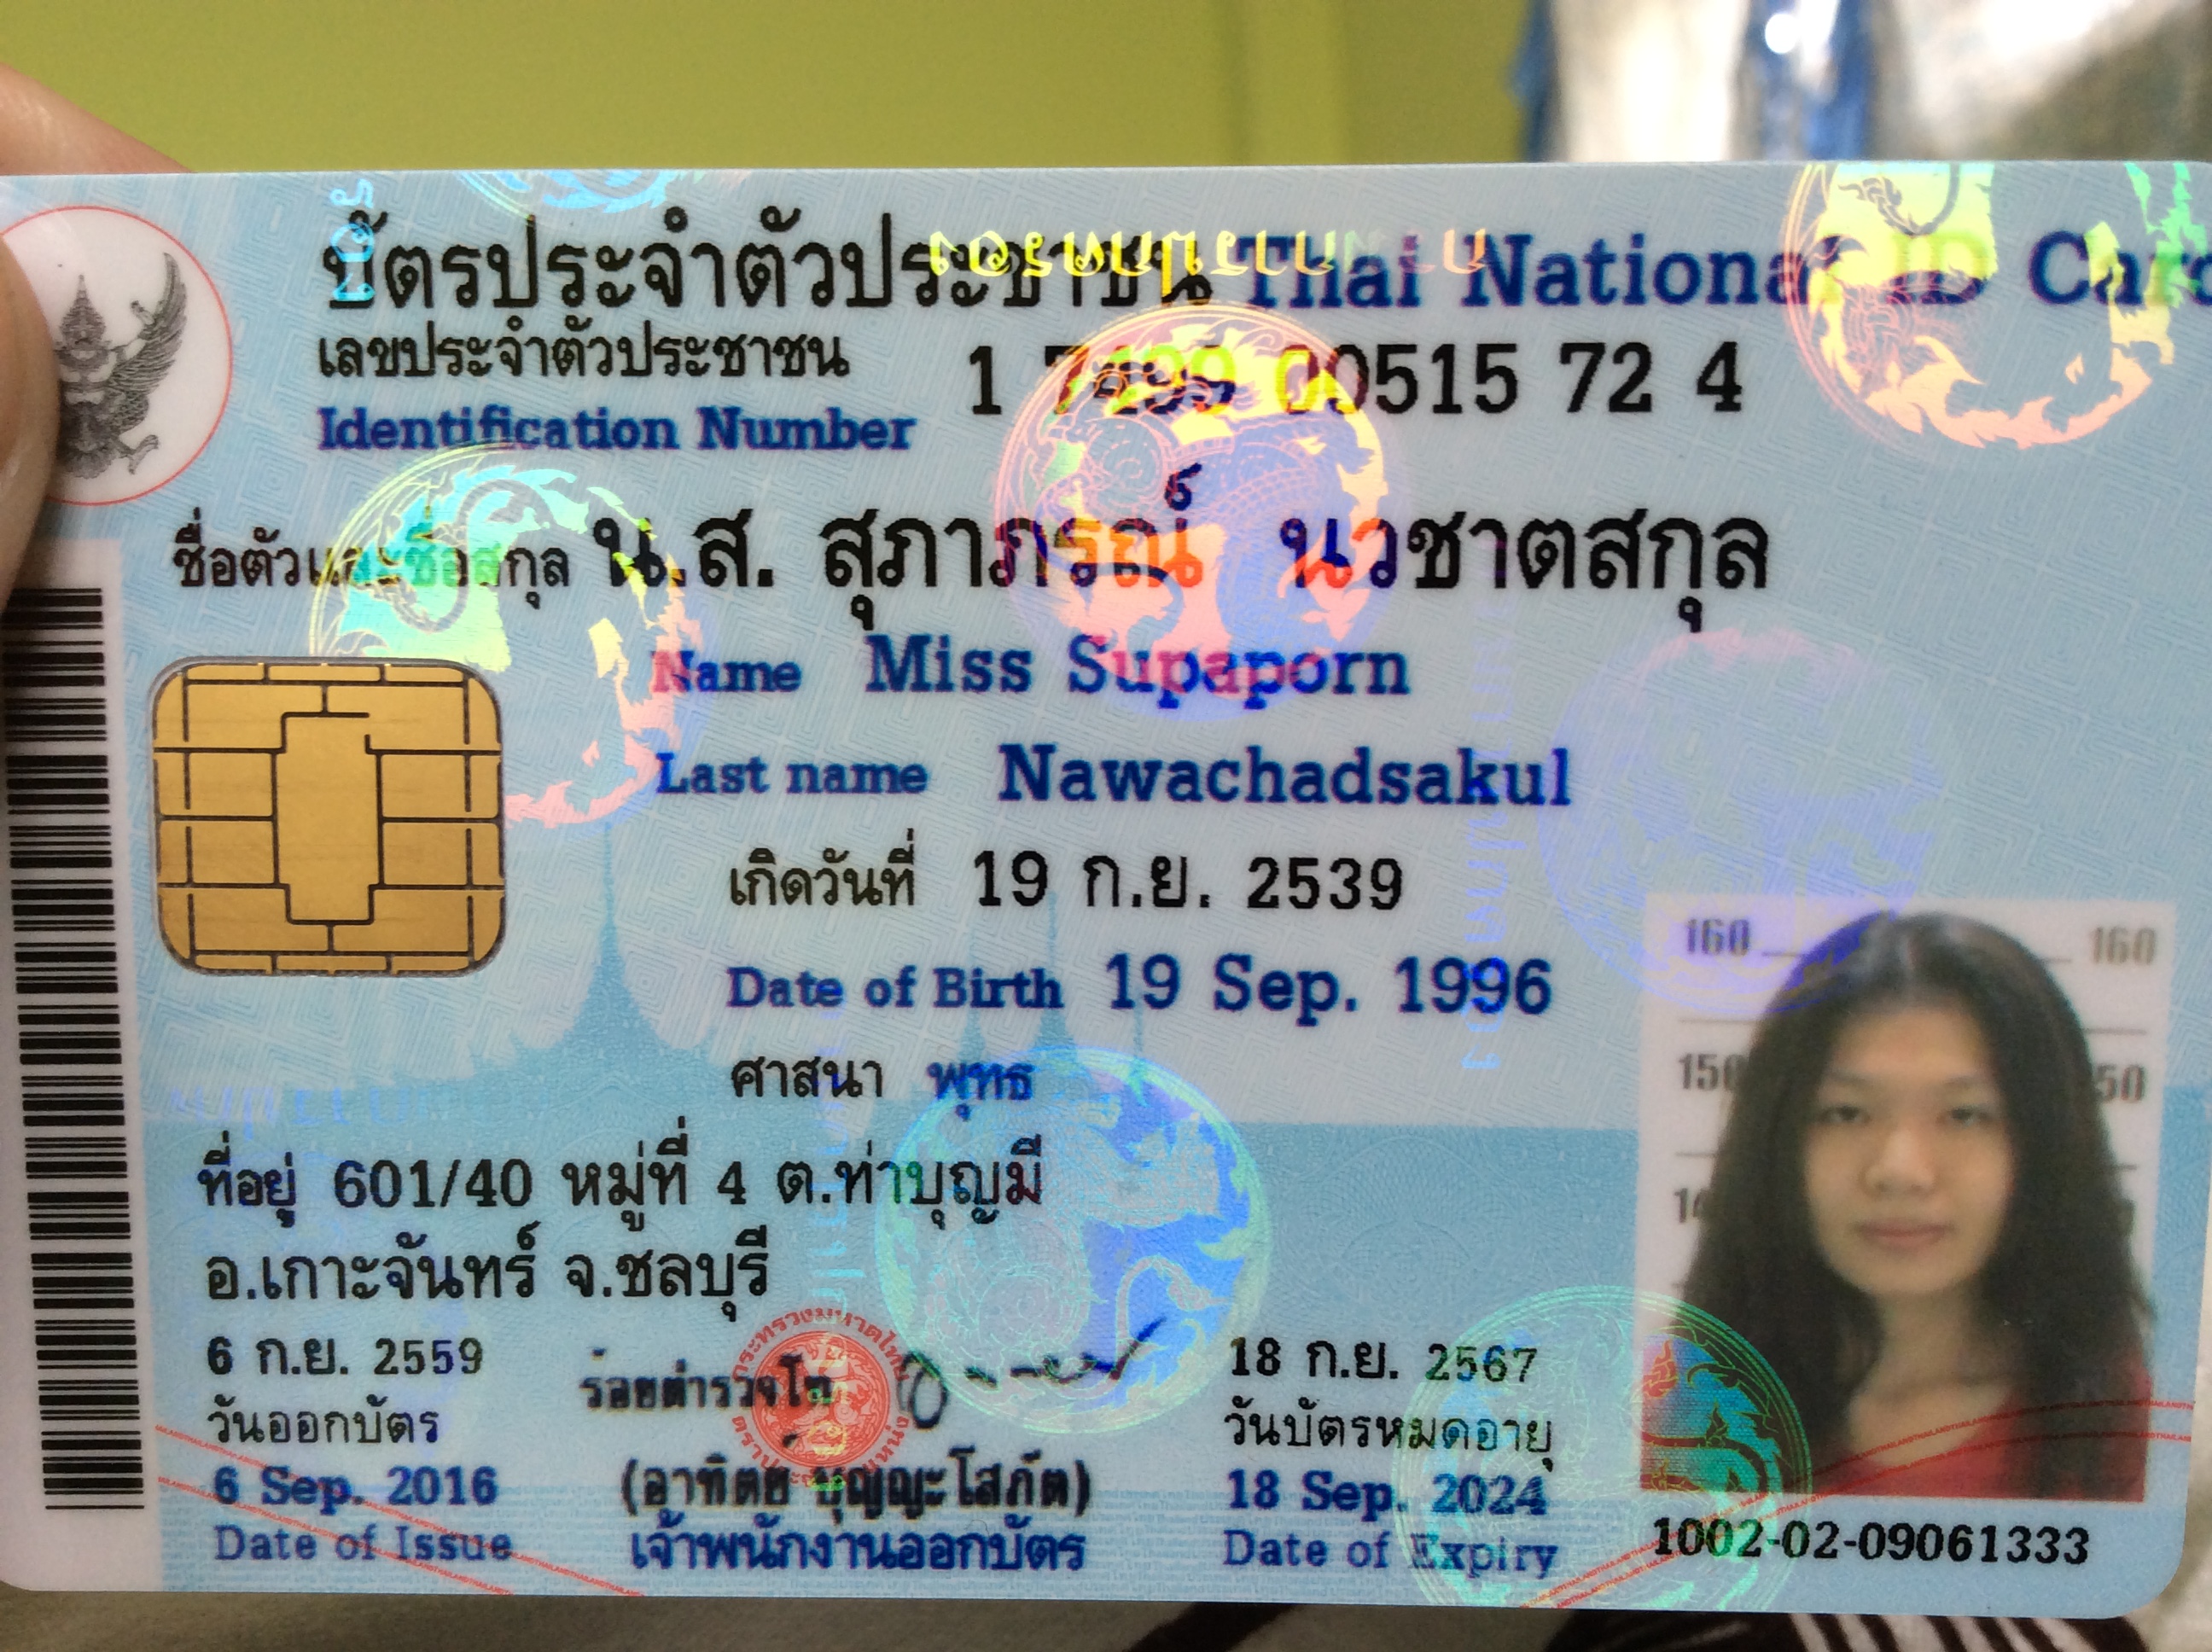 บัตรประจำตัวประชาชน Thai National ID Card
เลขประจำตัวประชาชน 1 7499 00515 72 4
Identification Number
ชื่อตัวและชื่อสกุล น.ส. สุภาภรณ์ นวชาตสกุล
Name Miss Supaporn
Last name Nawachadsakul
เกิดวันที่ 19 ก.ย. 2539
Date of Birth 19 Sep. 1996
ศาสนา พุทธ
ที่อยู่ 601/40 หมู่ที่ 4 ต.ท่าบุญมี
อ.เกาะจันทร์ จ.ชลบุรี
6 ก.ย. 2559
วันออกบัตร
6 Sep. 2016
Date of Issue
ร้อยตำรวจโท
(อาทิตย์ บุญญะโสภัต)
เจ้าพนักงานออกบัตร
18 ก.ย. 2567
วันบัตรหมดอายุ
18 Sep. 2024
Date of Expiry
160 160
150 50
14
1002-02-09061333